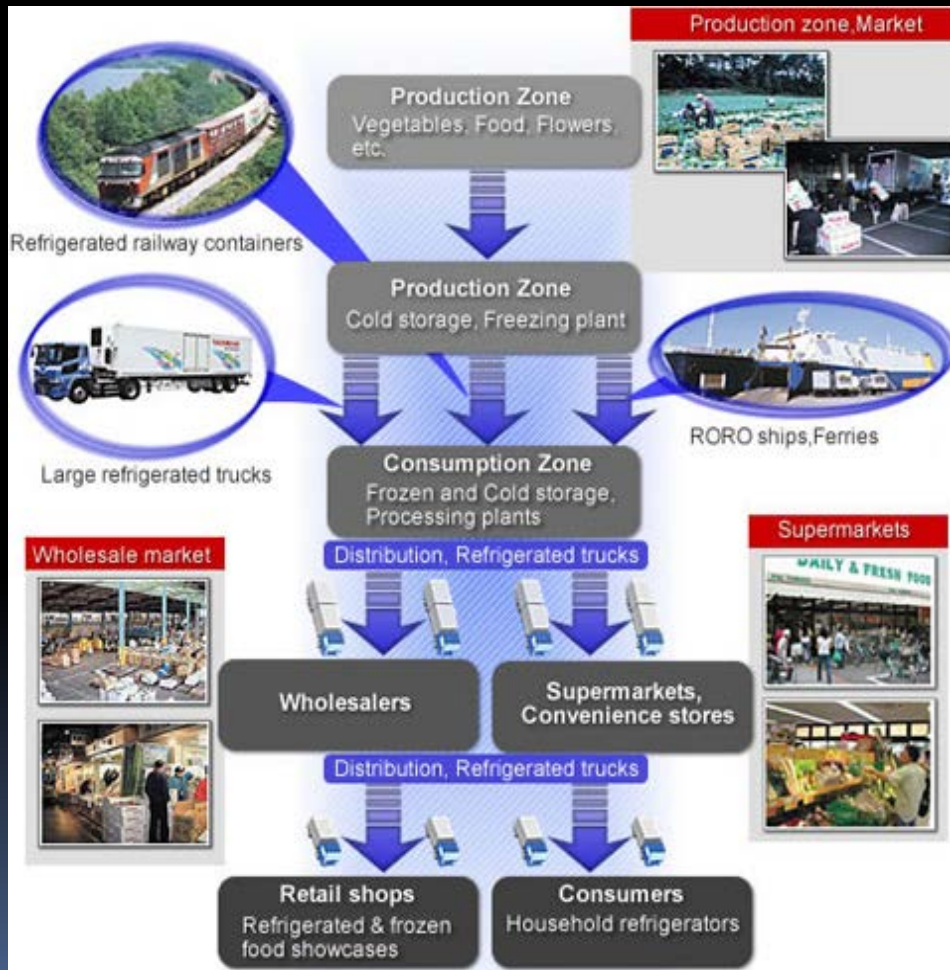 Production zone,Market
Production Zone
Vegetables, Food, Flowers,
etc.
Refrigerated railway containers
Production Zone
Cold storage, Freezing plant
Large refrigerated trucks
RORO ships,Ferries
Consumption Zone
Frozen and Cold storage,
Processing plants
Distribution, Refrigerated trucks
Wholesale market
Supermarkets
DAILY & FRESH FOOD
Wholesalers
Supermarkets,
Convenience stores
Distribution, Refrigerated trucks
Retail shops
Refrigerated & frozen
food showcases
Consumers
Household refrigerators